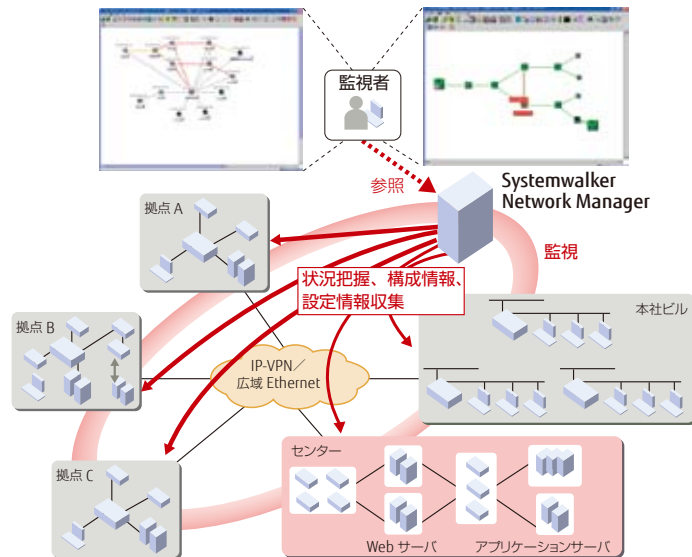 監視者
参照
Systemwalker
Network Manager
監視
拠点 A
状況把握、構成情報、
設定情報収集
本社ビル
拠点 B
IP-VPN／
広域 Ethernet
センター
拠点 C
Web サーバ
アプリケーションサーバ